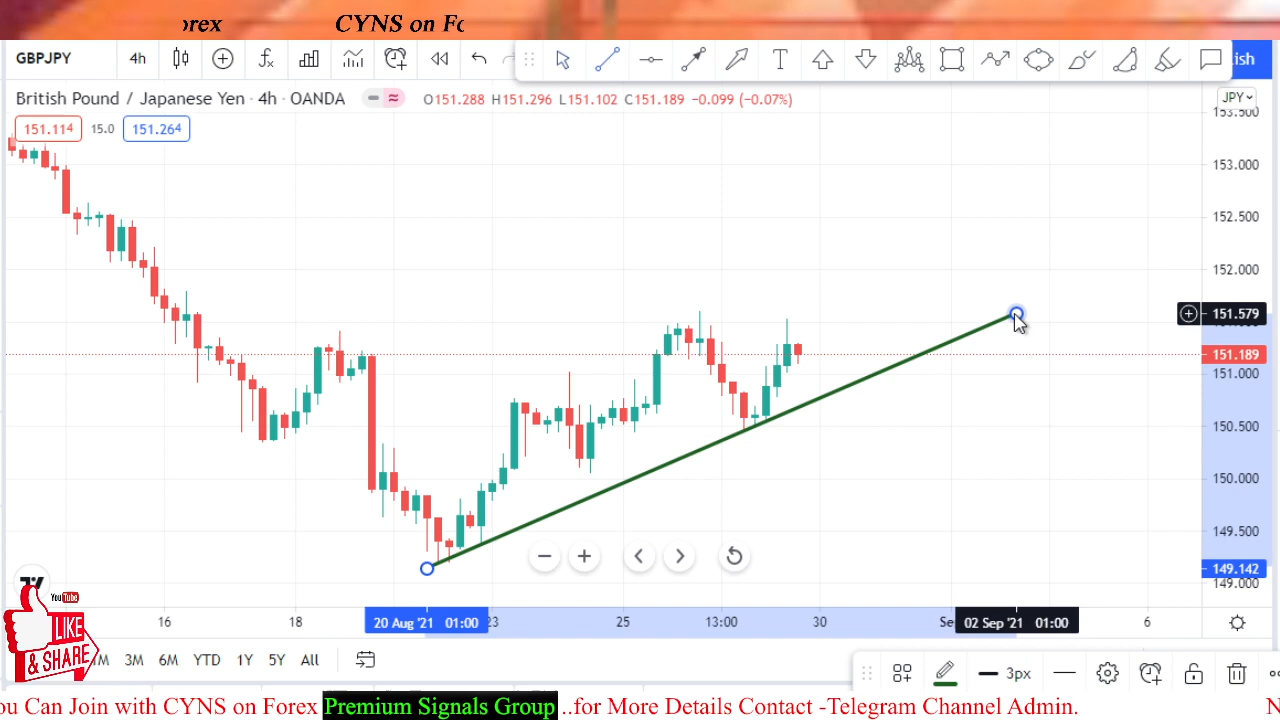 rex CYNS on Fo
GBPJPY 4h ish
British Pound / Japanese Yen · 4h · OANDA O151.288 H151.296 L151.102 C151.189 −0.099 (−0.07%) JPY
151.114 15.0 151.264
153.500
153.000
152.500
152.000
151.579
151.189
151.000
150.500
150.000
149.500
149.142
149.000
16 18 20 Aug '21 01:00 23 25 13:00 30 Se 02 Sep '21 01:00 6
YouTube
LIKE
& SHARE
1M 3M 6M YTD 1Y 5Y All
3px
ou Can Join with CYNS on Forex Premium Signals Group ..for More Details Contact -Telegram Channel Admin. N